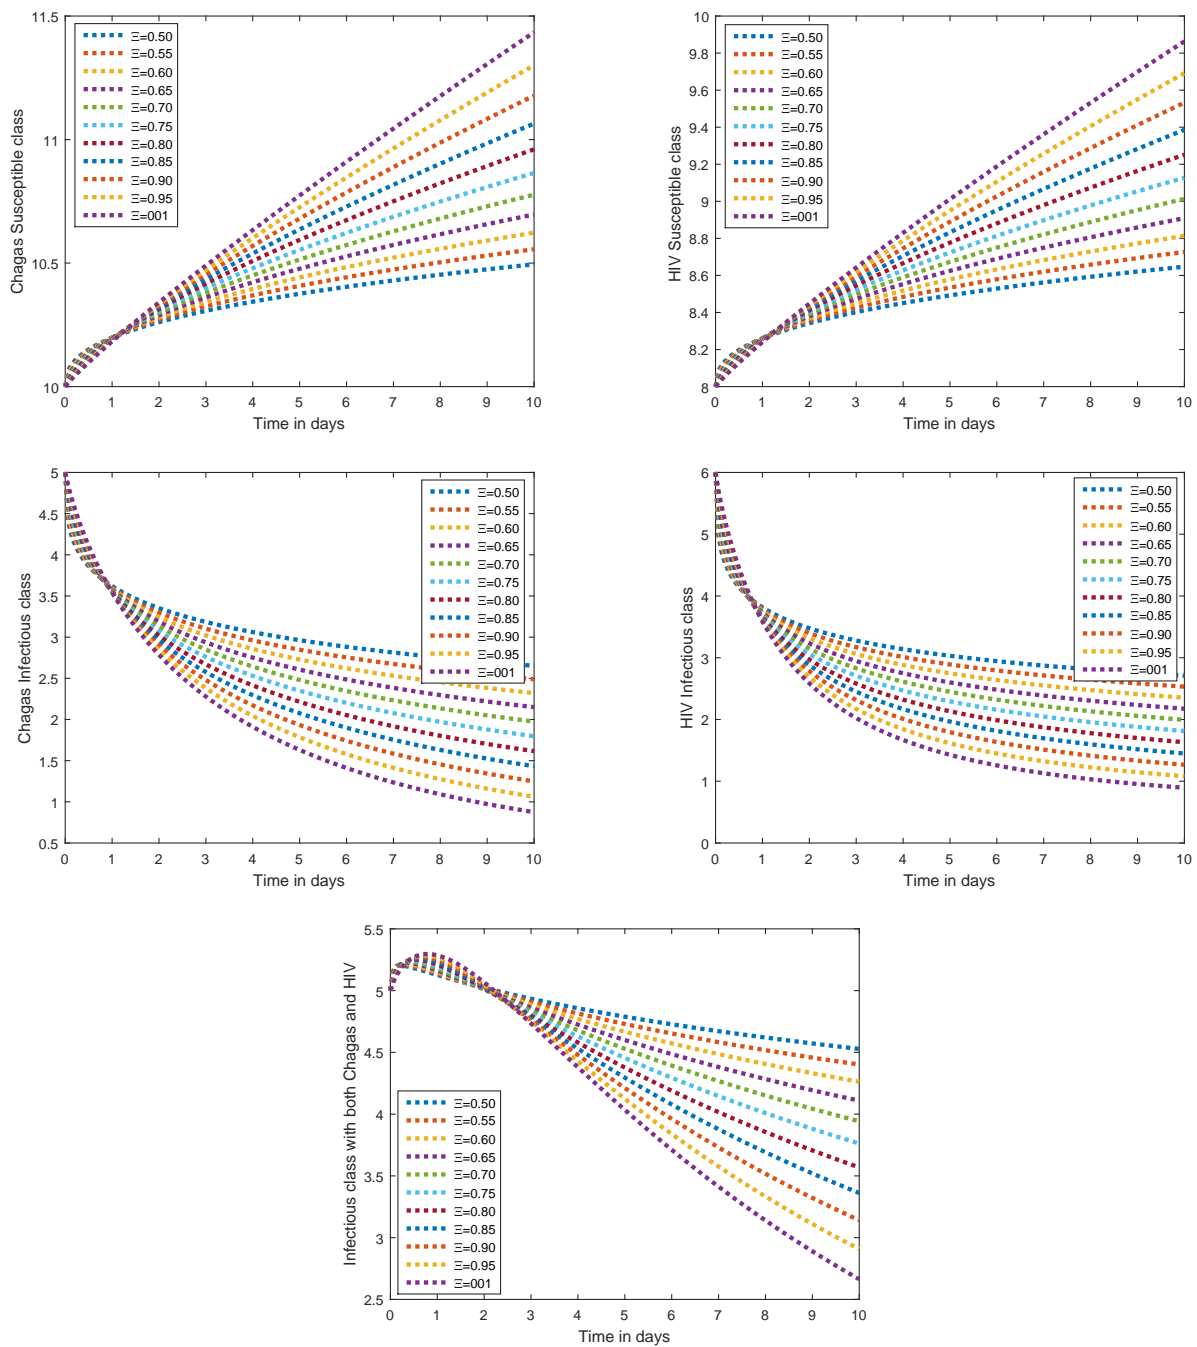 11.5
11
10.5
10
Chagas Susceptible class
Ξ=0.50
Ξ=0.55
Ξ=0.60
Ξ=0.65
Ξ=0.70
Ξ=0.75
Ξ=0.80
Ξ=0.85
Ξ=0.90
Ξ=0.95
Ξ=001
0 1 2 3 4 5 6 7 8 9 10
Time in days
10
9.8
9.6
9.4
9.2
9
8.8
8.6
8.4
8.2
8
HIV Susceptible class
Ξ=0.50
Ξ=0.55
Ξ=0.60
Ξ=0.65
Ξ=0.70
Ξ=0.75
Ξ=0.80
Ξ=0.85
Ξ=0.90
Ξ=0.95
Ξ=001
0 1 2 3 4 5 6 7 8 9 10
Time in days
5
4.5
4
3.5
3
2.5
2
1.5
1
0.5
Chagas Infectious class
Ξ=0.50
Ξ=0.55
Ξ=0.60
Ξ=0.65
Ξ=0.70
Ξ=0.75
Ξ=0.80
Ξ=0.85
Ξ=0.90
Ξ=0.95
Ξ=001
0 1 2 3 4 5 6 7 8 9 10
Time in days
6
5
4
3
2
1
0
HIV Infectious class
Ξ=0.50
Ξ=0.55
Ξ=0.60
Ξ=0.65
Ξ=0.70
Ξ=0.75
Ξ=0.80
Ξ=0.85
Ξ=0.90
Ξ=0.95
Ξ=001
0 1 2 3 4 5 6 7 8 9 10
Time in days
5.5
5
4.5
4
3.5
3
2.5
Infectious class with both Chagas and HIV
Ξ=0.50
Ξ=0.55
Ξ=0.60
Ξ=0.65
Ξ=0.70
Ξ=0.75
Ξ=0.80
Ξ=0.85
Ξ=0.90
Ξ=0.95
Ξ=001
0 1 2 3 4 5 6 7 8 9 10
Time in days